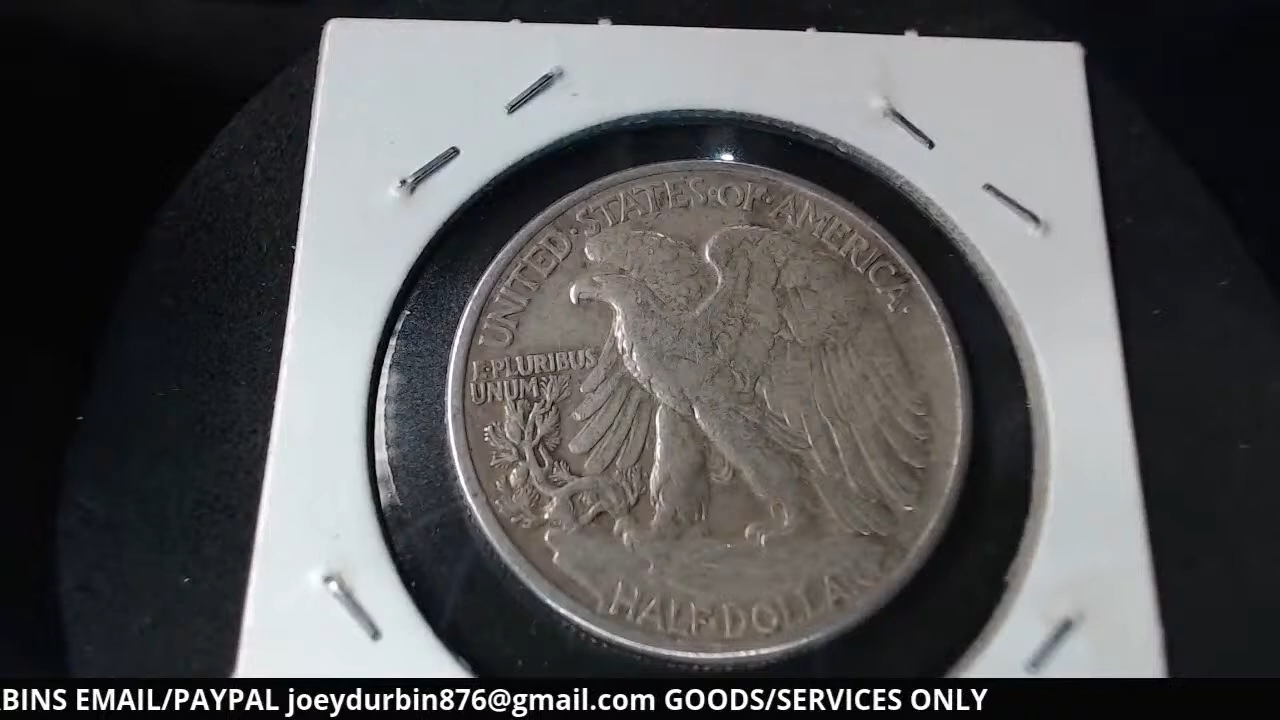 UNITED·STATES·OF·AMERICA·
E·PLURIBUS
UNUM
HALF DOLLAR
BINS EMAIL/PAYPAL joeydurbin876@gmail.com GOODS/SERVICES ONLY